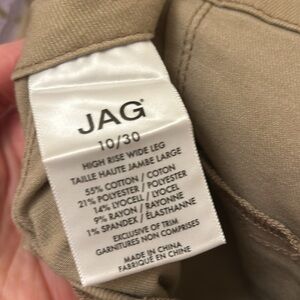 JAG®
10/30
HIGH RISE WIDE LEG
TAILLE HAUTE JAMBE LARGE
55% COTTON / COTON
21% POLYESTER / POLYESTER
14% LYOCELL / LYOCEL
9% RAYON / RAYONNE
1% SPANDEX / ÉLASTHANNE
EXCLUSIVE OF TRIM
GARNITURES NON COMPRISES
MADE IN CHINA
FABRIQUÉ EN CHINE